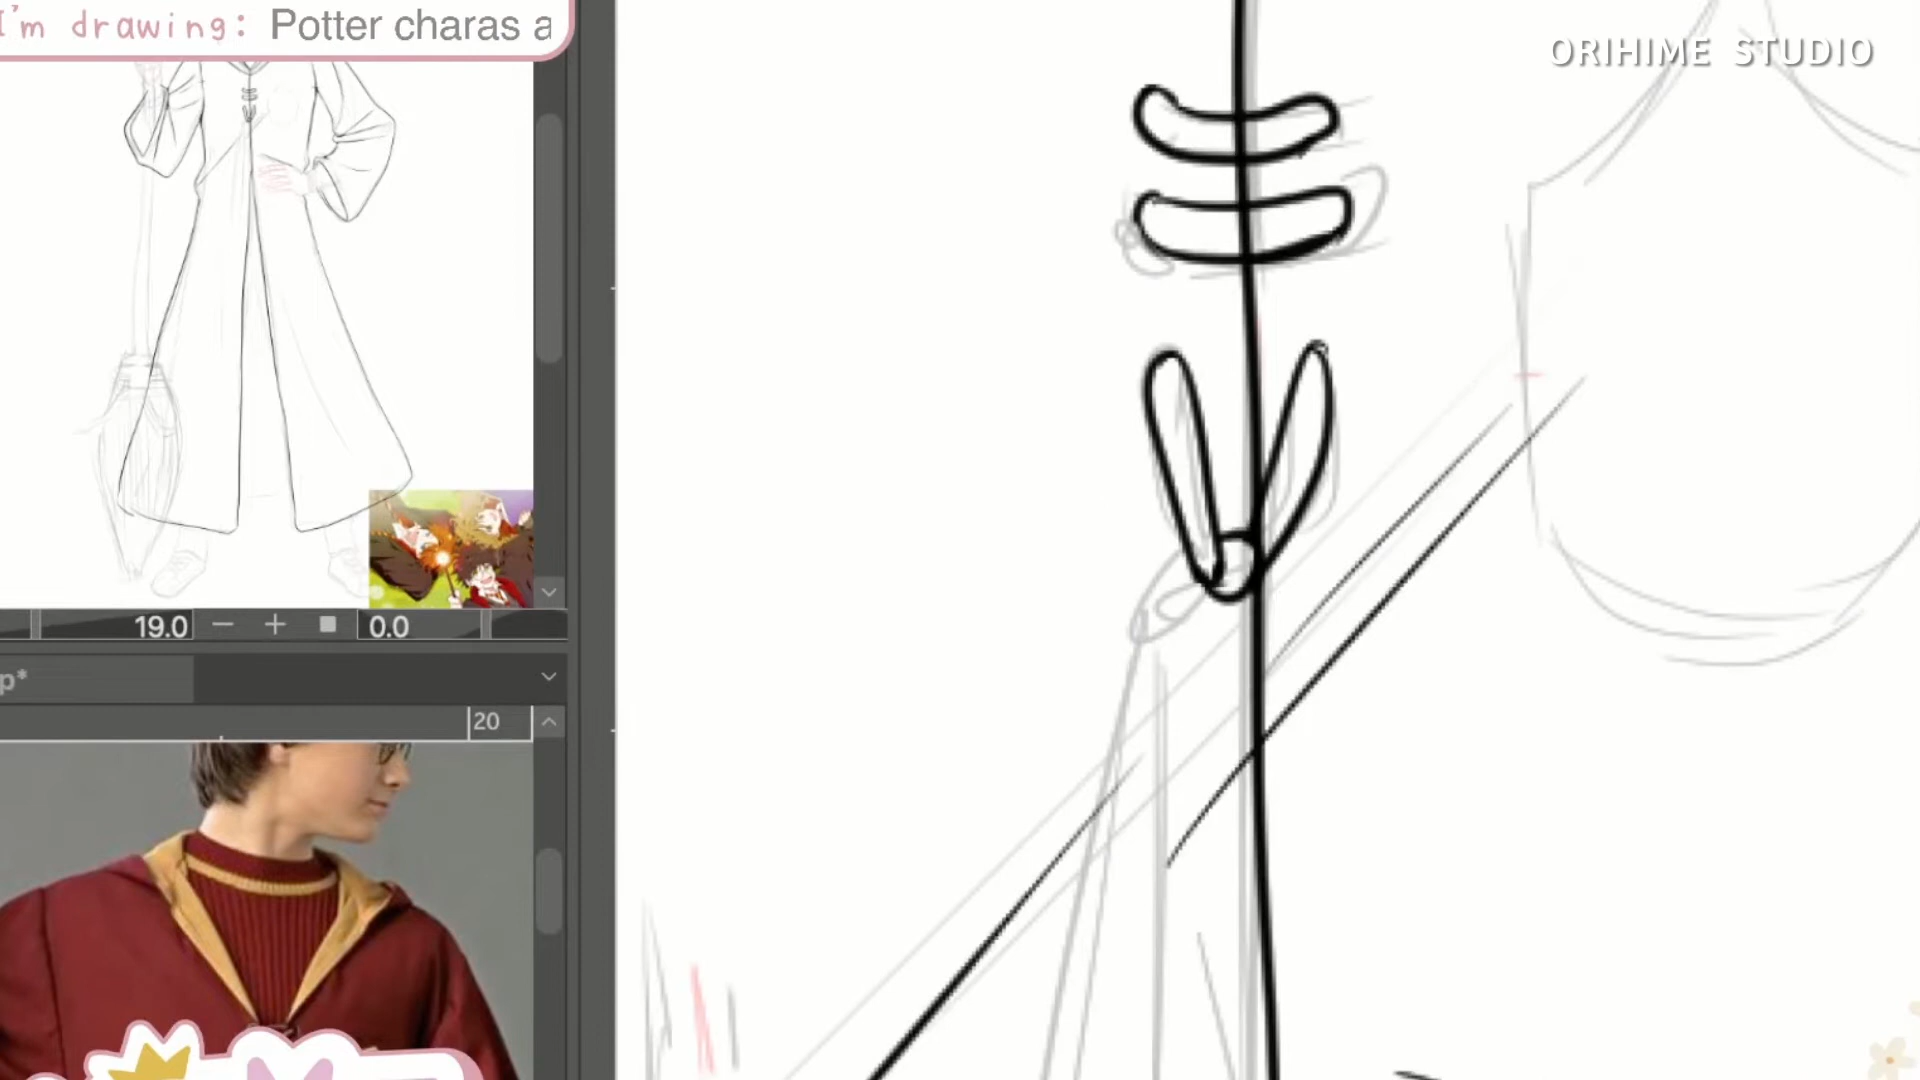 I'm drawing: Potter charas a
ORIHIME STUDIO
19.0
0.0
p*
20